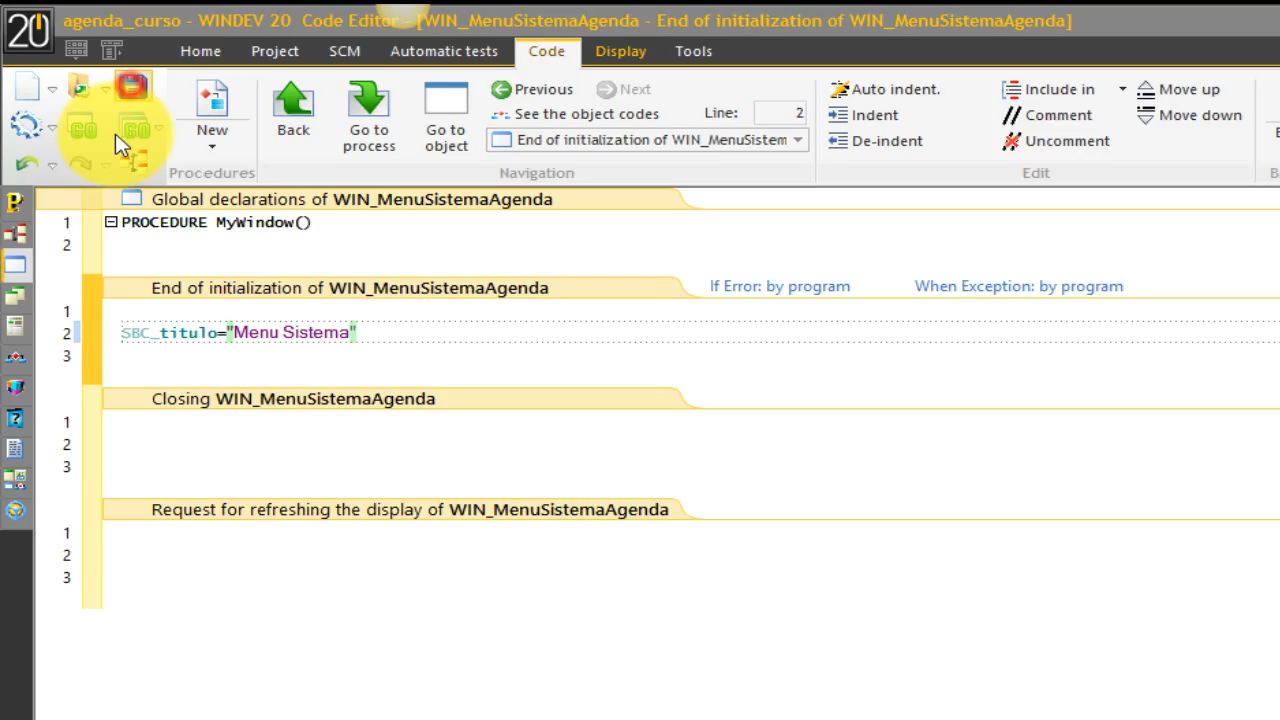 agenda_curso - WINDEV 20 Code Editor - [WIN_MenuSistemaAgenda - End of initialization of WIN_MenuSistemaAgenda]
20
Home Project SCM Automatic tests Code Display Tools
New
Procedures
Back
Go to process
Go to object
Previous Next
See the object codes Line: 2
End of initialization of WIN_MenuSistem
Navigation
Auto indent.
Indent
De-indent
Include in
Comment
Uncomment
Move up
Move down
Edit
GO GO
Global declarations of WIN_MenuSistemaAgenda
1 PROCEDURE MyWindow()
2
End of initialization of WIN_MenuSistemaAgenda If Error: by program When Exception: by program
1
2 SBC_titulo="Menu Sistema"
3
Closing WIN_MenuSistemaAgenda
1
2
3
Request for refreshing the display of WIN_MenuSistemaAgenda
1
2
3